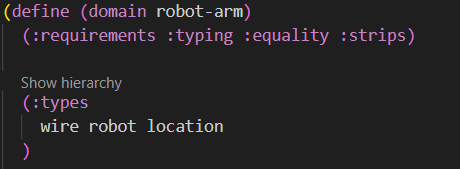 (define (domain robot-arm)
(:requirements :typing :equality :strips)
Show hierarchy
(:types
wire robot location
)